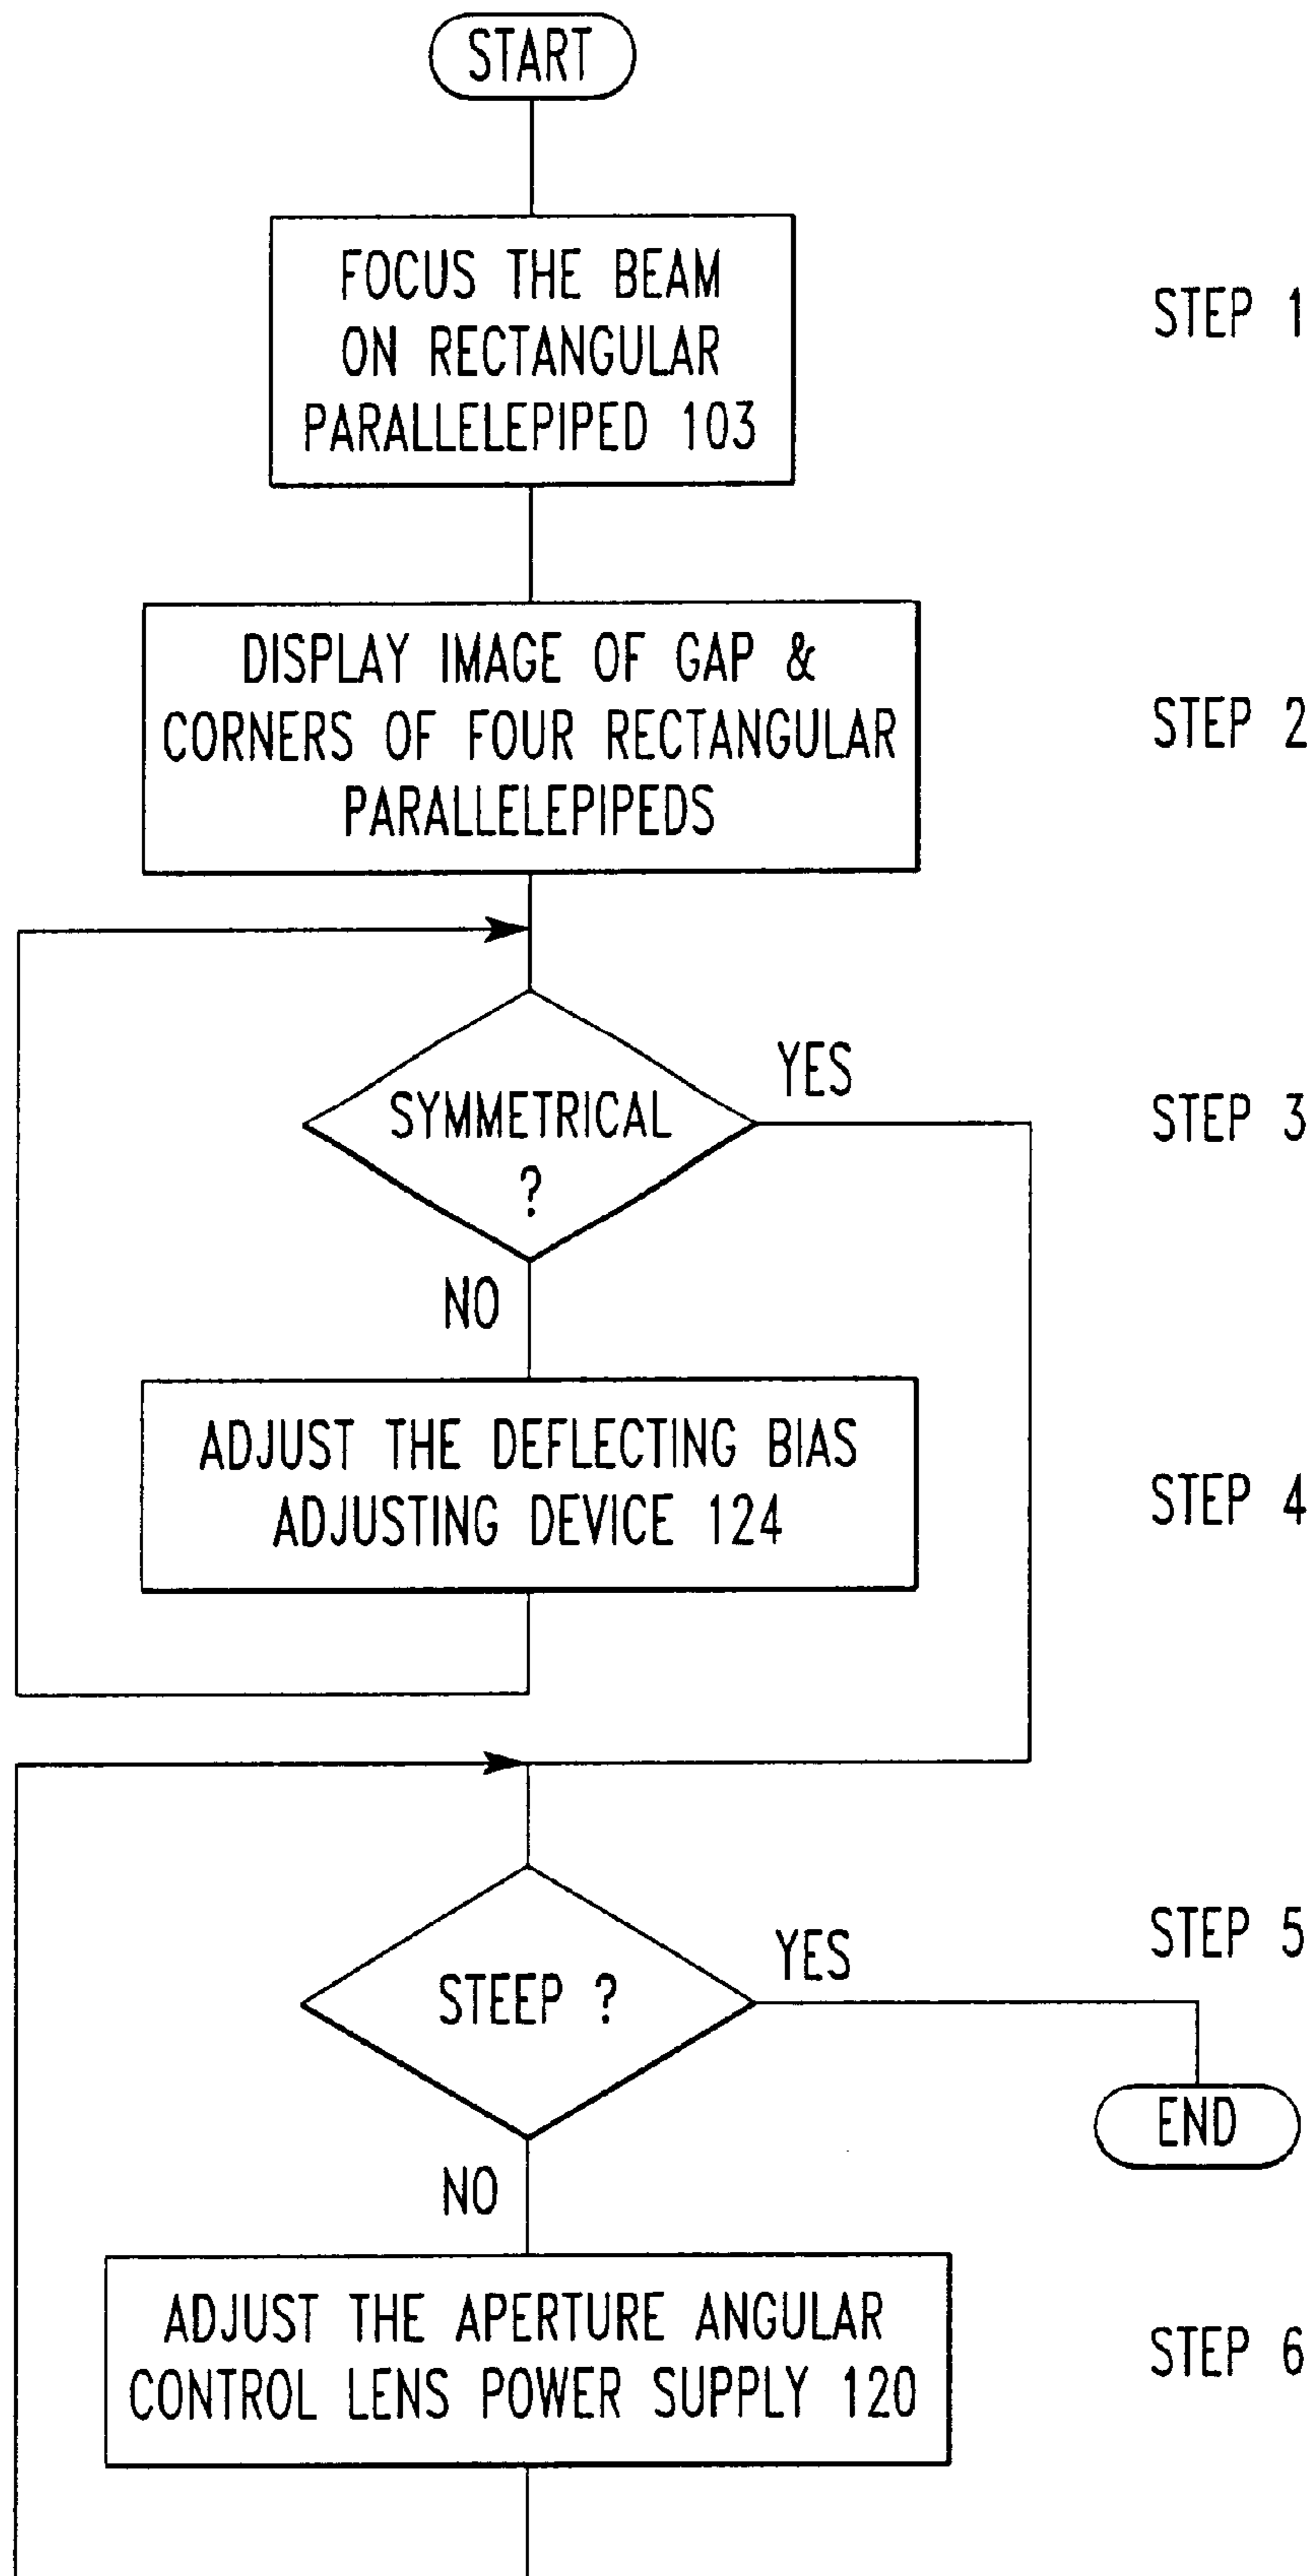 START
FOCUS THE BEAM
ON RECTANGULAR
PARALLELEPIPED 103
STEP 1
DISPLAY IMAGE OF GAP &
CORNERS OF FOUR RECTANGULAR
PARALLELEPIPEDS
STEP 2
SYMMETRICAL
?
YES
STEP 3
NO
ADJUST THE DEFLECTING BIAS
ADJUSTING DEVICE 124
STEP 4
STEEP ?
YES
STEP 5
END
NO
ADJUST THE APERTURE ANGULAR
CONTROL LENS POWER SUPPLY 120
STEP 6